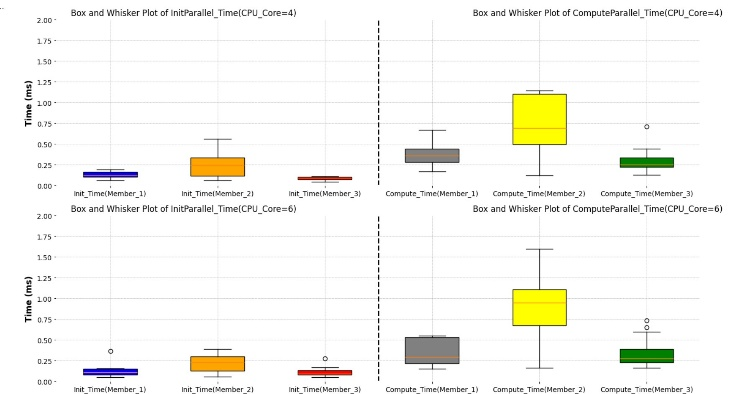 Box and Whisker Plot of InitParallel_Time(CPU_Core=4)
Box and Whisker Plot of ComputeParallel_Time(CPU_Core=4)
2.00
1.75
1.50
1.25
1.00
0.75
0.50
0.25
0.00
Time (ms)
Init_Time(Member_1)
Init_Time(Member_2)
Init_Time(Member_3)
Compute_Time(Member_1)
Compute_Time(Member_2)
Compute_Time(Member_3)
Box and Whisker Plot of InitParallel_Time(CPU_Core=6)
Box and Whisker Plot of ComputeParallel_Time(CPU_Core=6)
2.00
1.75
1.50
1.25
1.00
0.75
0.50
0.25
0.00
Time (ms)
Init_Time(Member_1)
Init_Time(Member_2)
Init_Time(Member_3)
Compute_Time(Member_1)
Compute_Time(Member_2)
Compute_Time(Member_3)